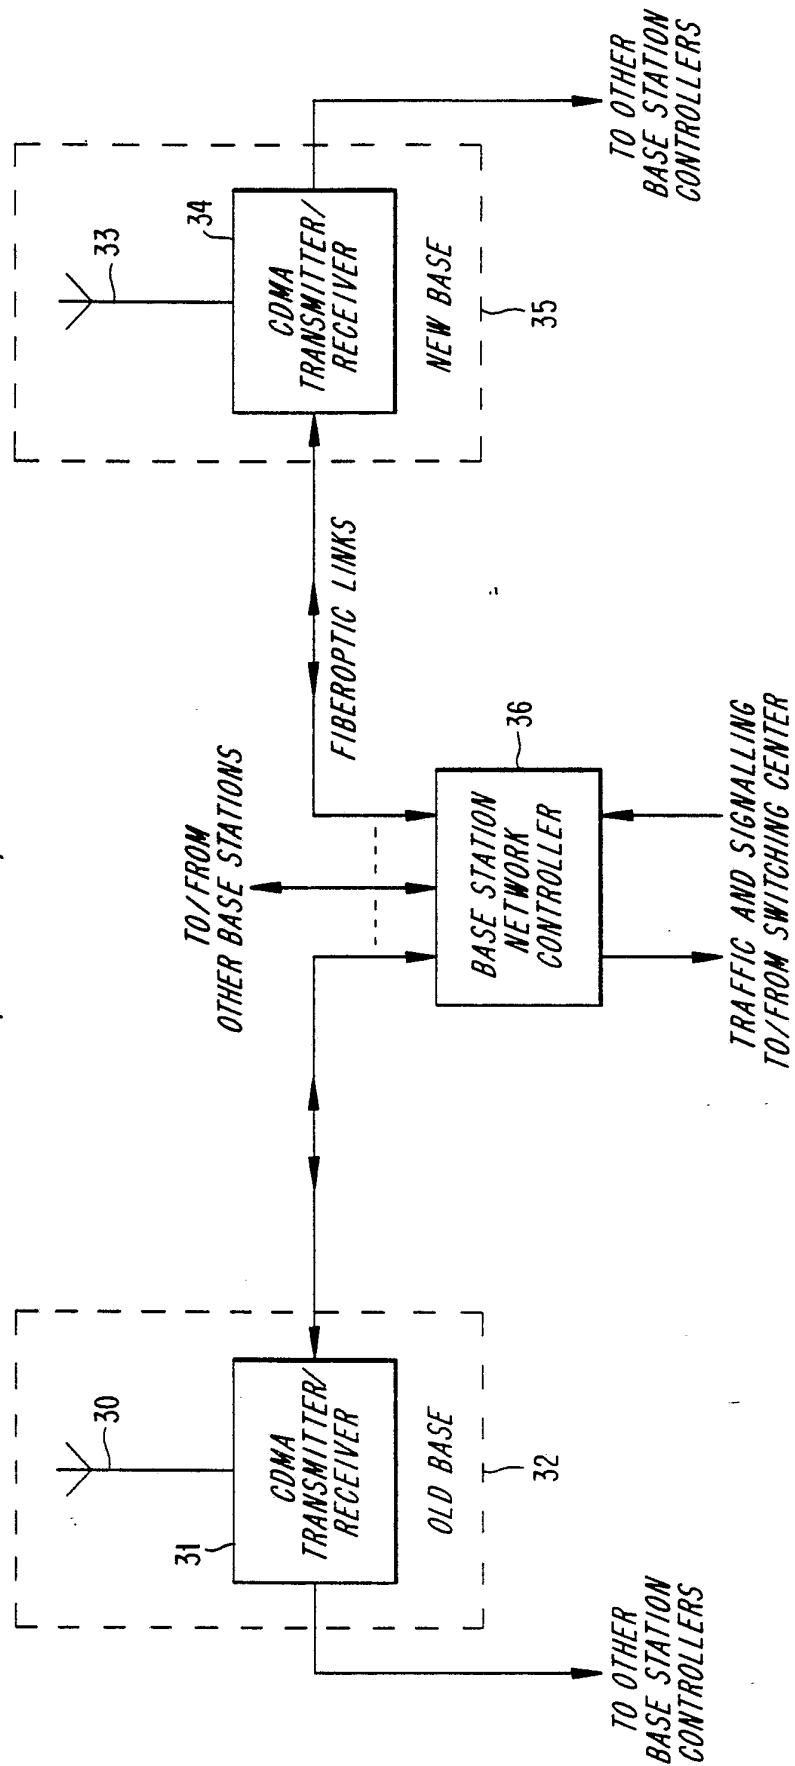 30
31
CDMA
TRANSMITTER/
RECEIVER
OLD BASE
32
TO OTHER
BASE STATION
CONTROLLERS
TO/FROM
OTHER BASE STATIONS
FIBEROPTIC LINKS
BASE STATION
NETWORK
CONTROLLER
36
TRAFFIC AND SIGNALLING
TO/FROM SWITCHING CENTER
33
34
CDMA
TRANSMITTER/
RECEIVER
NEW BASE
35
TO OTHER
BASE STATION
CONTROLLERS